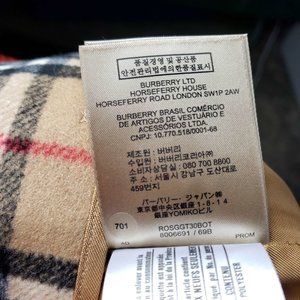 품질경영 및 공산품
안전관리법에의한품질표시
BURBERRY LTD
HORSEFERRY HOUSE
HORSEFERRY ROAD LONDON SW1P 2AW
BURBERRY BRASIL COMÉRCIO
DE ARTIGOS DE VESTUÁRIO E
ACESSÓRIOS LTDA.
CNPJ: 10.770.518/0001-68
제조원 : 버버리
수입원 : 버버리코리아㈜
소비자상담실 : 080 700 8800
주소 : 서울시 강남구 도산대로
459번지
バーバリー・ジャパン㈱
東京都中央区銀座1-8-14
銀座YOMIKOビル
701
ROSGGT30BOT
8006691 / 69B
AD
PROM